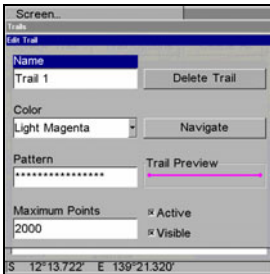 Screen...
Trails
Edit Trail
Name
Trail 1
Delete Trail
Color
Light Magenta
Navigate
Pattern
****************
Trail Preview
Maximum Points
2000
Active
Visible
S 12°13.722' E 139°21.320'